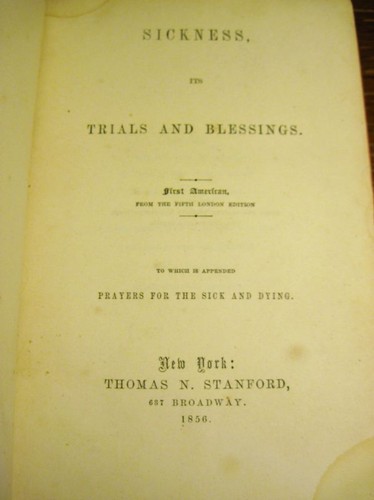 SICKNESS,
ITS
TRIALS AND BLESSINGS.
First American,
FROM THE FIFTH LONDON EDITION
TO WHICH IS APPENDED
PRAYERS FOR THE SICK AND DYING.
New York:
THOMAS N. STANFORD,
637 BROADWAY.
1856.